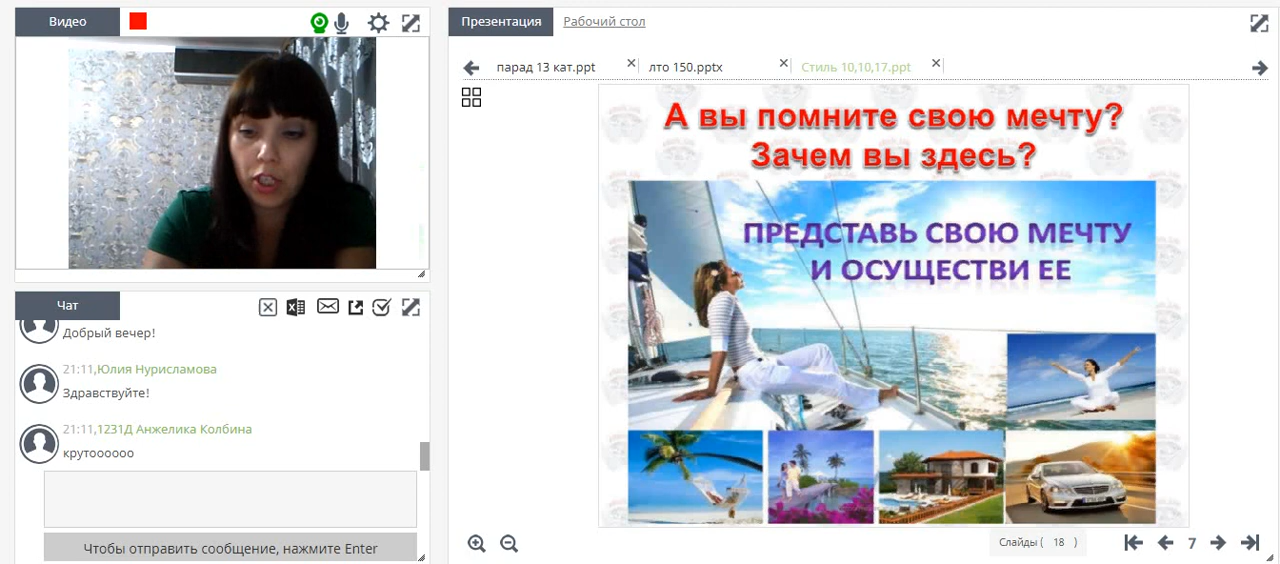 Видео
Чат
Добрый вечер!
21:11,Юлия Нурисламова
Здравствуйте!
21:11,1231Д Анжелика Колбина
крутоооооо
Чтобы отправить сообщение, нажмите Enter
Презентация Рабочий стол
парад 13 кат.ppt лто 150.pptx Стиль 10,10,17.ppt
А вы помните свою мечту?
Зачем вы здесь?
ПРЕДСТАВЬ СВОЮ МЕЧТУ
И ОСУЩЕСТВИ ЕЕ
Слайды ( 18 ) 7